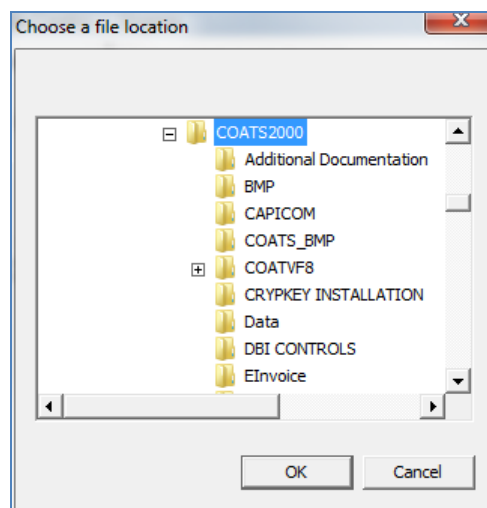 Choose a file location
COATS2000
Additional Documentation
BMP
CAPICOM
COATS_BMP
COATVF8
CRYPKEY INSTALLATION
Data
DBI CONTROLS
EInvoice
OK Cancel